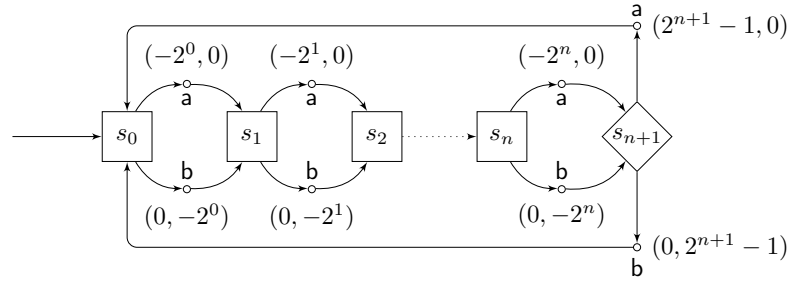 a (2^{n+1} − 1, 0)
(−2^0, 0) (−2^1, 0) (−2^n, 0)
a a a
s_0 s_1 s_2 s_n s_{n+1}
b b b
(0, −2^0) (0, −2^1) (0, −2^n)
(0, 2^{n+1} − 1)
b